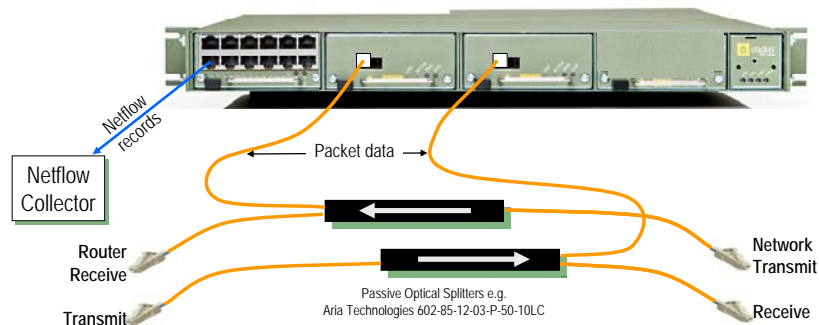 Netflow
records
Netflow
Collector
Packet data
Router
Receive
Network
Transmit
Passive Optical Splitters e.g.
Aria Technologies 602-85-12-03-P-50-10LC
Transmit
Receive